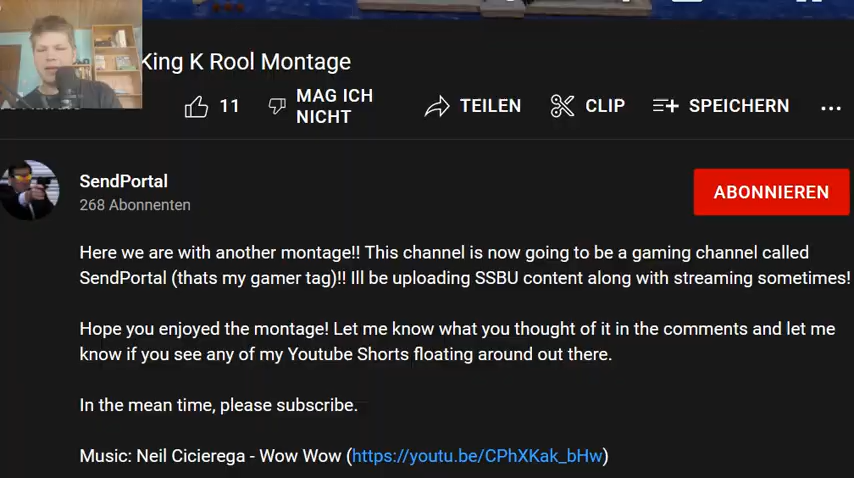 King K Rool Montage
11
MAG ICH
NICHT
TEILEN
CLIP
SPEICHERN
...
SendPortal
268 Abonnenten
ABONNIEREN
Here we are with another montage!! This channel is now going to be a gaming channel called
SendPortal (thats my gamer tag)!! Ill be uploading SSBU content along with streaming sometimes!
Hope you enjoyed the montage! Let me know what you thought of it in the comments and let me
know if you see any of my Youtube Shorts floating around out there.
In the mean time, please subscribe.
Music: Neil Cicierega - Wow Wow (https://youtu.be/CPhXKak_bHw)